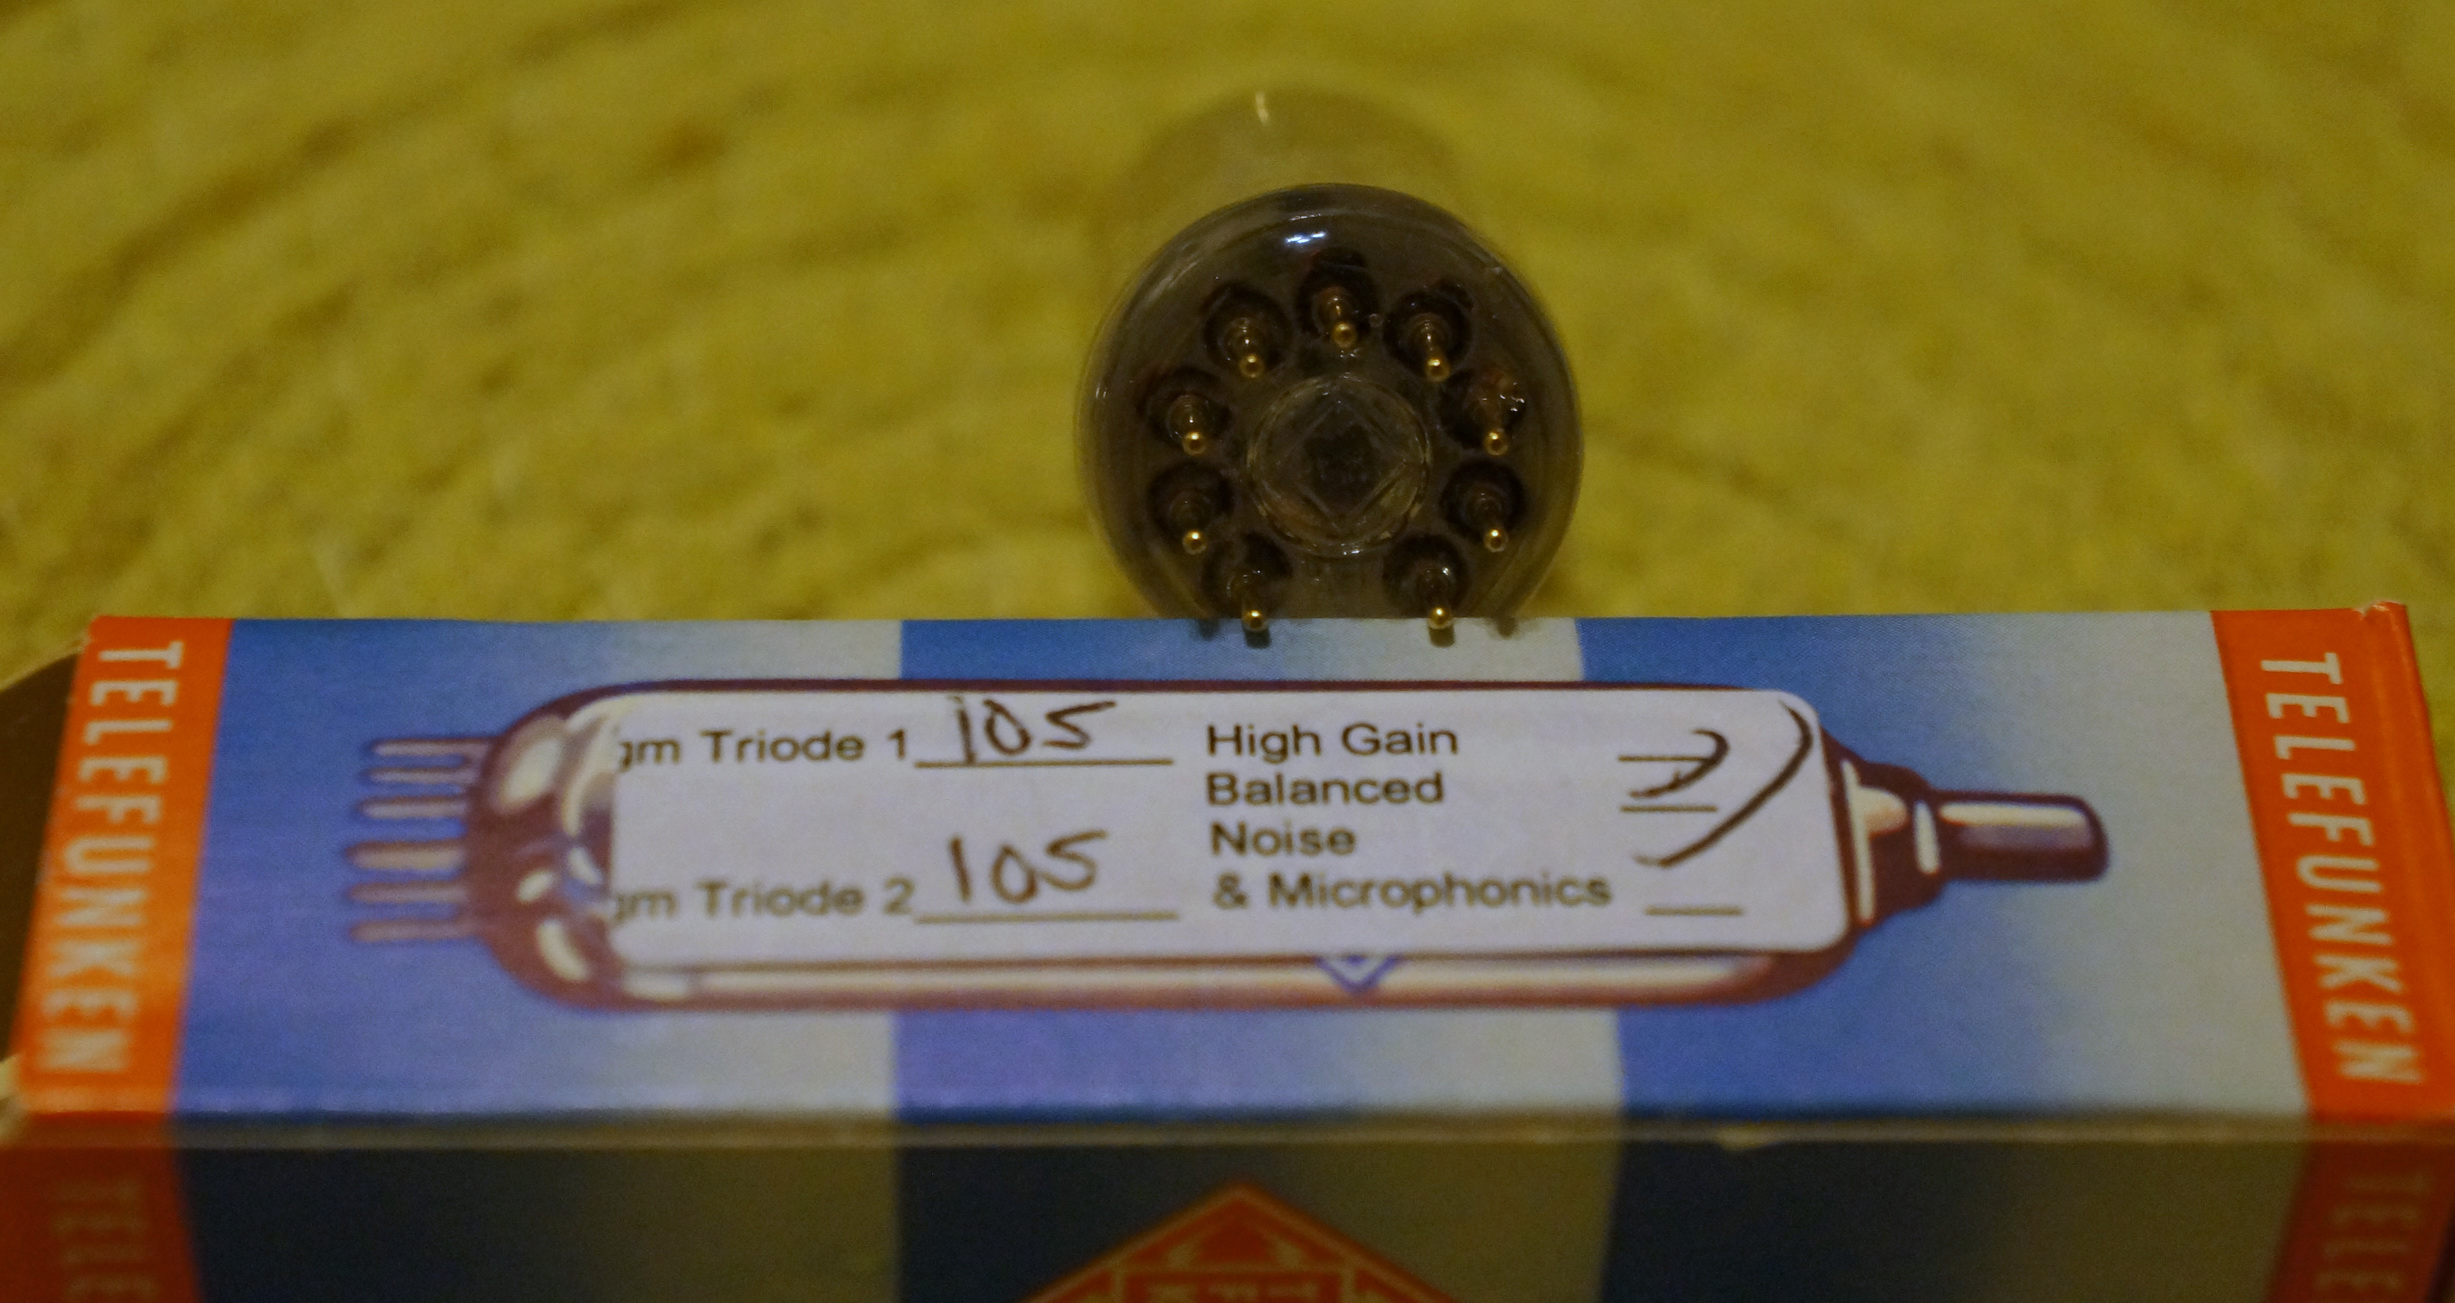 TELEFUNKEN
gm Triode 1 105
High Gain
Balanced
Noise
& Microphonics
gm Triode 2 105
TELEFUNKEN